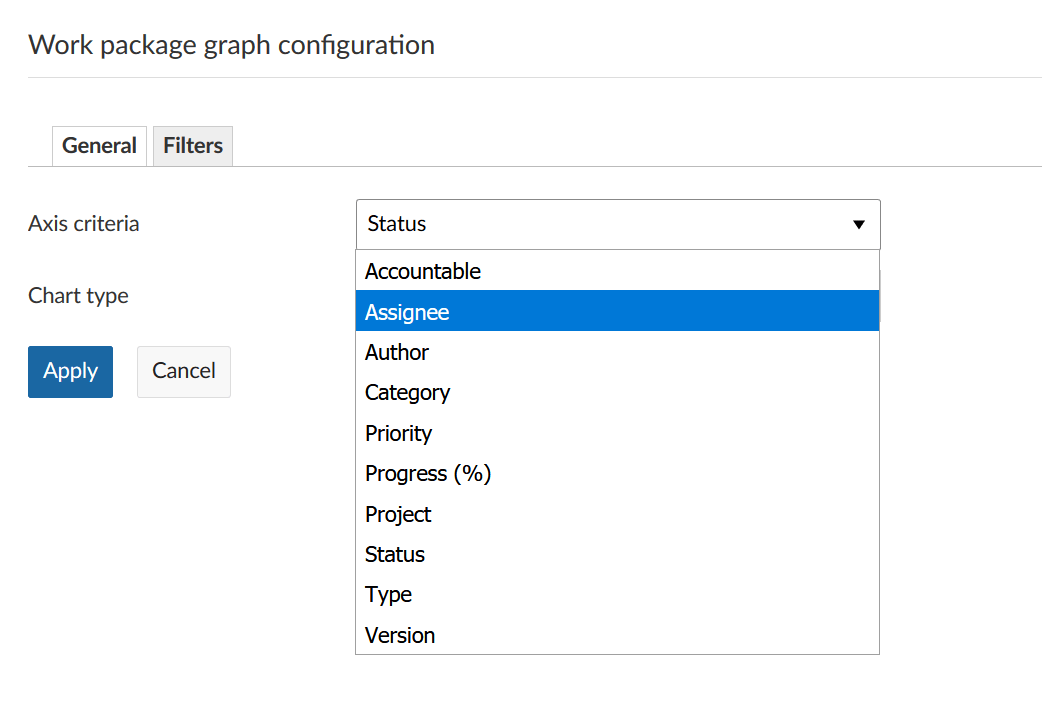 Work package graph configuration
General Filters
Axis criteria Status
Accountable
Chart type
Assignee
Author
Apply Cancel
Category
Priority
Progress (%)
Project
Status
Type
Version